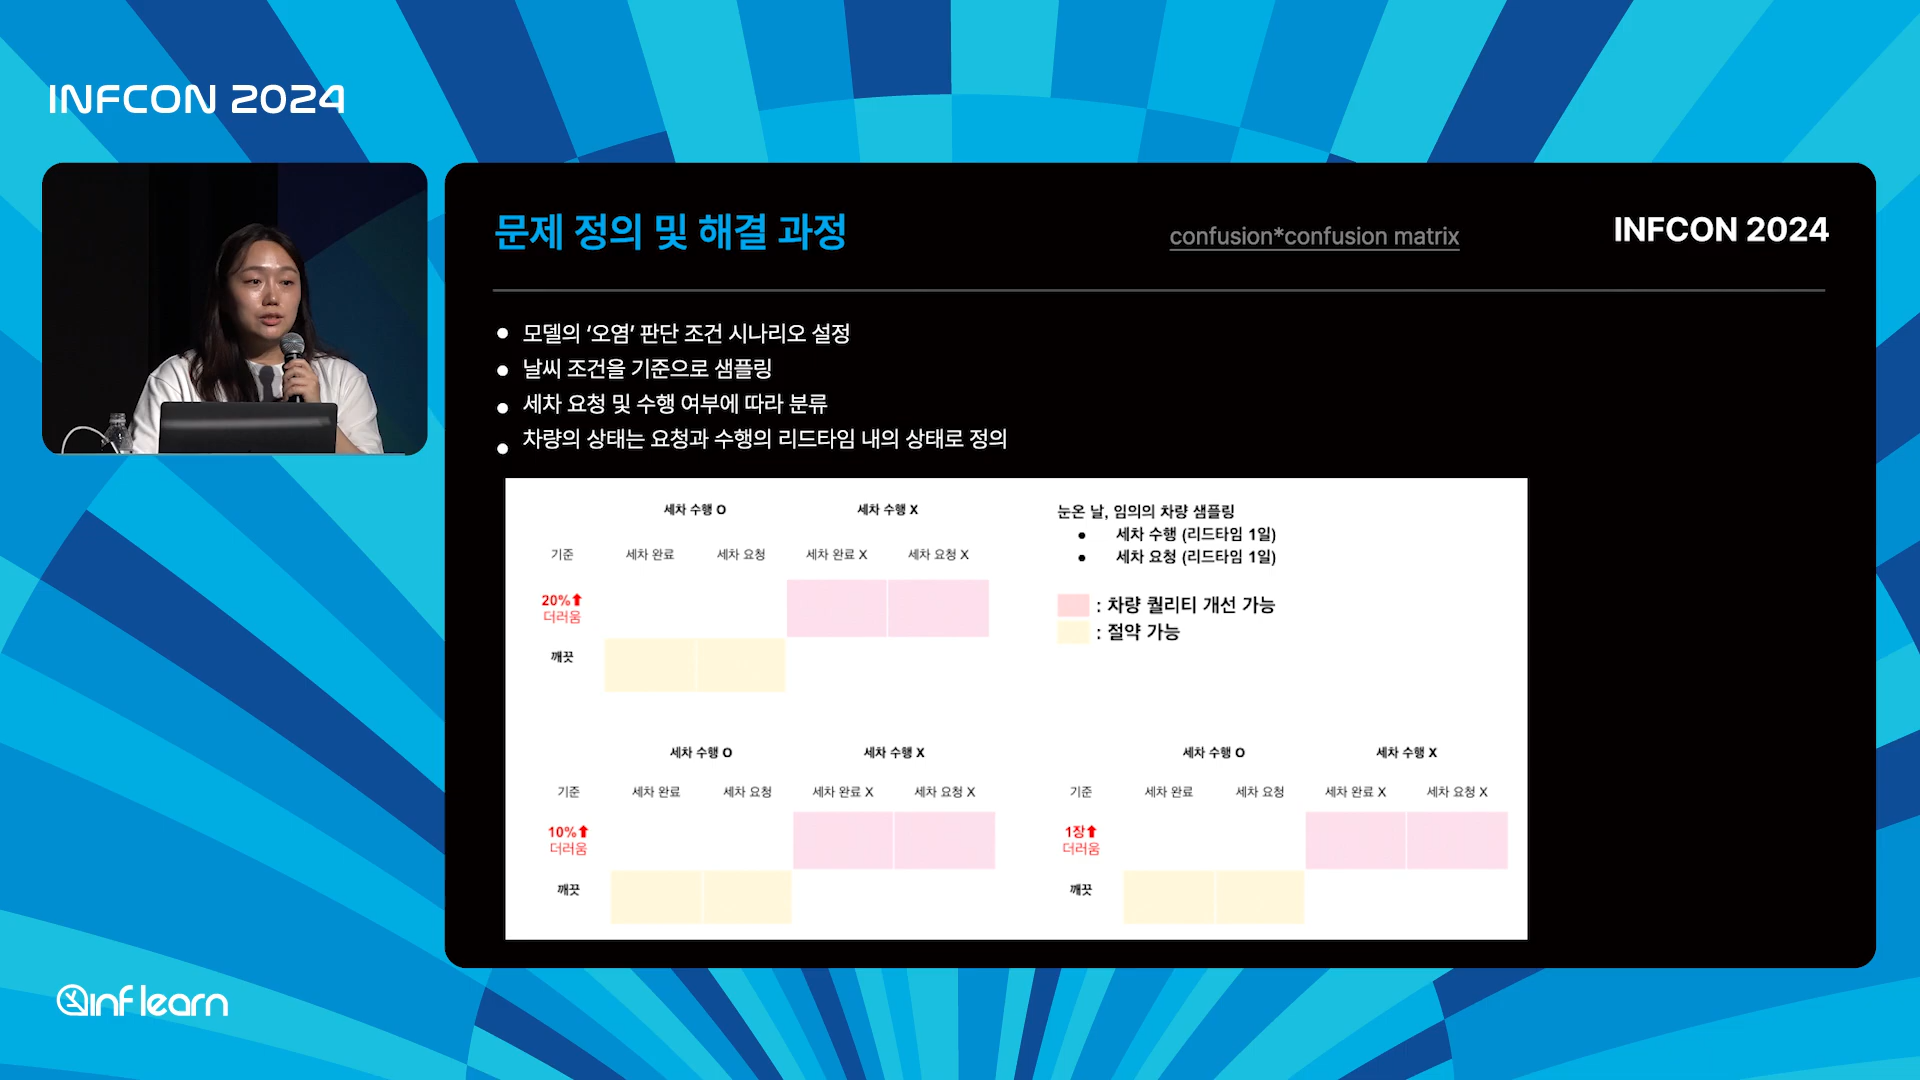 INFCON 2024
문제 정의 및 해결 과정
confusion*confusion matrix
INFCON 2024
모델의 ‘오염’ 판단 조건 시나리오 설정
날씨 조건을 기준으로 샘플링
세차 요청 및 수행 여부에 따라 분류
차량의 상태는 요청과 수행의 리드타임 내의 상태로 정의
세차 수행 O 세차 수행 X
기준 세차 완료 세차 요청 세차 완료 X 세차 요청 X
20%⬆
더러움
깨끗
눈온 날, 임의의 차량 샘플링
세차 수행 (리드타임 1일)
세차 요청 (리드타임 1일)
: 차량 퀄리티 개선 가능
: 절약 가능
세차 수행 O 세차 수행 X
기준 세차 완료 세차 요청 세차 완료 X 세차 요청 X
10%⬆
더러움
깨끗
세차 수행 O 세차 수행 X
기준 세차 완료 세차 요청 세차 완료 X 세차 요청 X
1장⬆
더러움
깨끗
inflearn